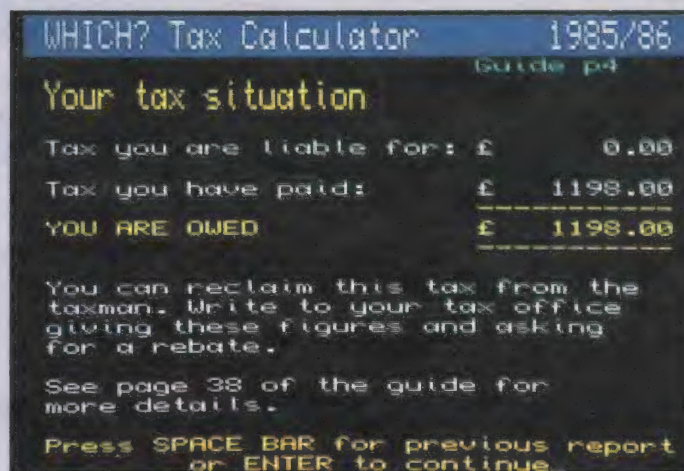 WHICH? Tax Calculator 1985/86
Guide p4
Your tax situation
Tax you are liable for: £ 0.00
Tax you have paid: £ 1198.00
YOU ARE OWED £ 1198.00
You can reclaim this tax from the
taxman. Write to your tax office
giving these figures and asking
for a rebate.
See page 38 of the guide for
more details.
Press SPACE BAR for previous report
or ENTER to continue